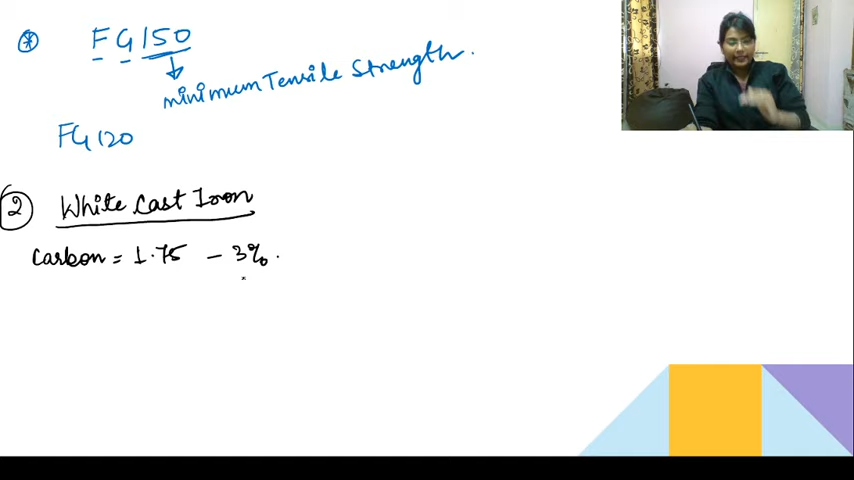 * FG150
minimum Tensile Strength.
FG120
2 White Cast Iron
Carbon = 1.75 - 3%.